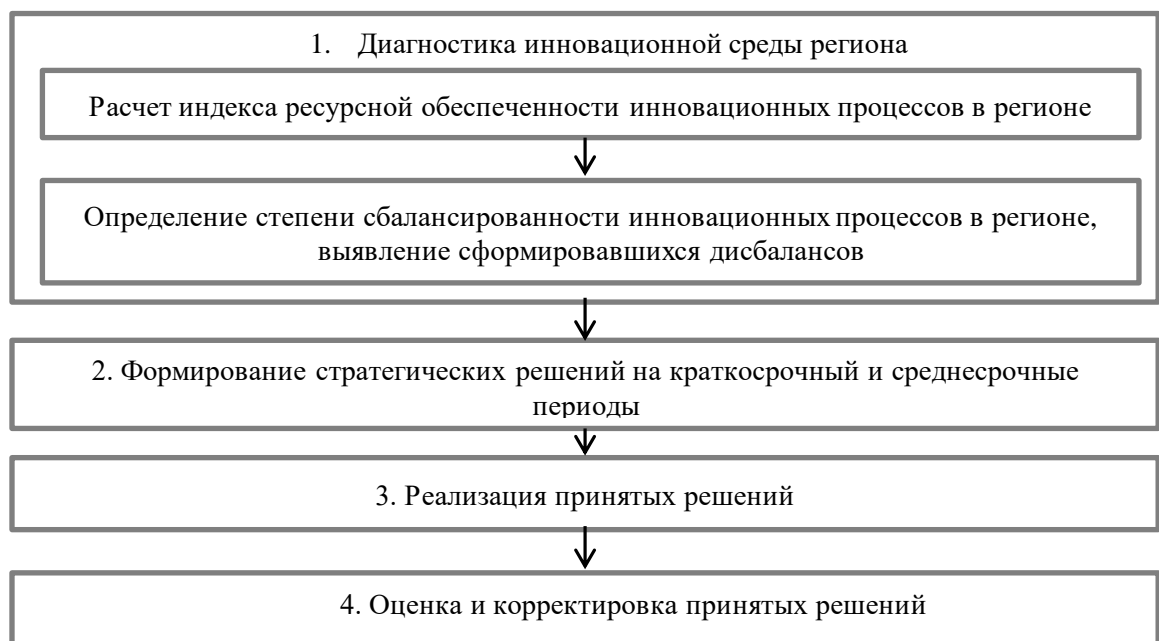 1. Диагностика инновационной среды региона
Расчет индекса ресурсной обеспеченности инновационных процессов в регионе
Определение степени сбалансированности инновационных процессов в регионе,
выявление сформировавшихся дисбалансов
2. Формирование стратегических решений на краткосрочный и среднесрочные
периоды
3. Реализация принятых решений
4. Оценка и корректировка принятых решений